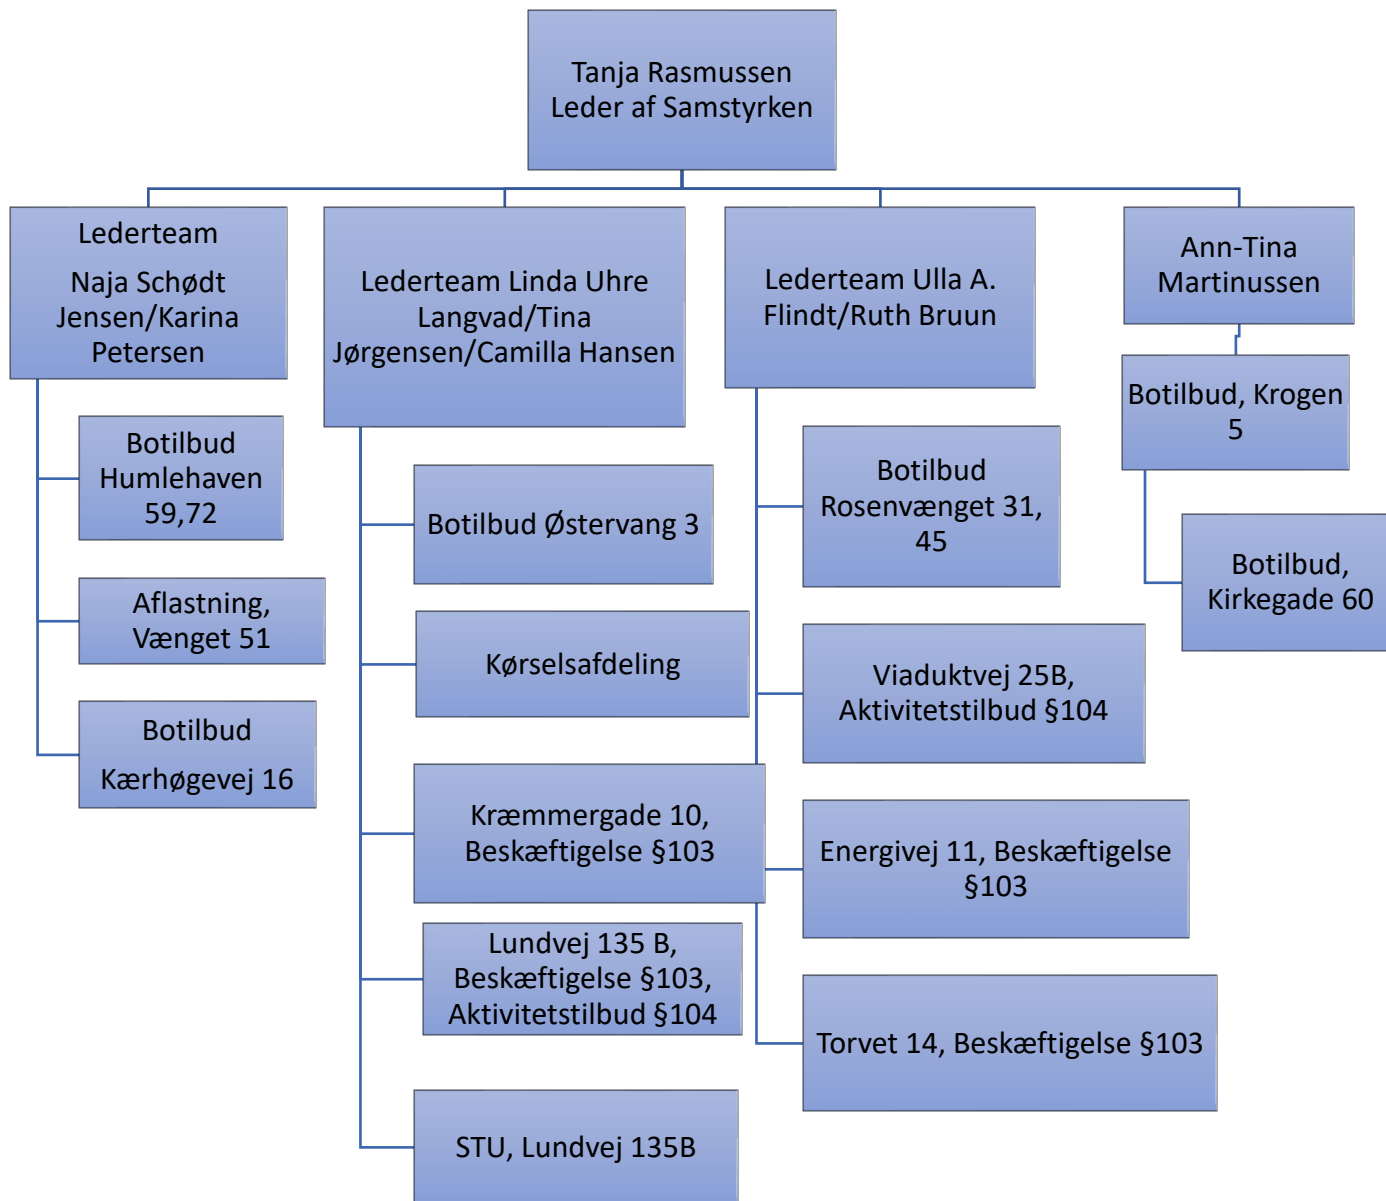 Tanja Rasmussen
Leder af Samstyrken
Lederteam
Naja Schødt
Jensen/Karina
Petersen
Botilbud
Humlehaven
59,72
Aflastning,
Vænget 51
Botilbud
Kærhøgevej 16
Lederteam Linda Uhre
Langvad/Tina
Jørgensen/Camilla Hansen
Botilbud Østervang 3
Kørselsafdeling
Kræmmergade 10,
Beskæftigelse §103
Lundvej 135 B,
Beskæftigelse §103,
Aktivitetstilbud §104
STU, Lundvej 135B
Lederteam Ulla A.
Flindt/Ruth Bruun
Botilbud
Rosenvænget 31,
45
Viaduktvej 25B,
Aktivitetstilbud §104
Energivej 11, Beskæftigelse
§103
Torvet 14, Beskæftigelse §103
Ann-Tina
Martinussen
Botilbud, Krogen
5
Botilbud,
Kirkegade 60